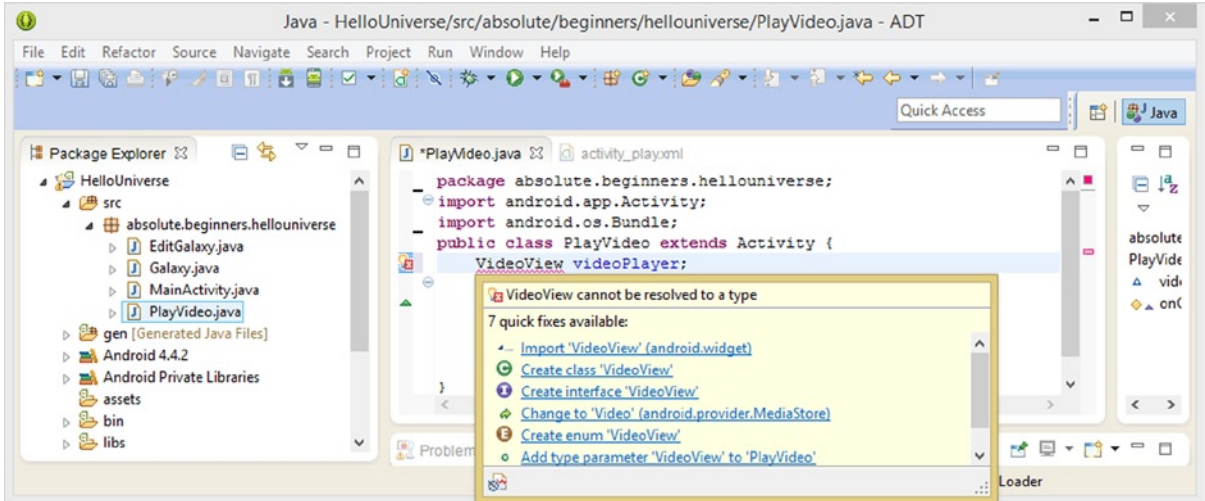 Java - HelloUniverse/src/absolute/beginners/hellouniverse/PlayVideo.java - ADT
File Edit Refactor Source Navigate Search Project Run Window Help
Quick Access
Java
Package Explorer
HelloUniverse
src
absolute.beginners.hellouniverse
EditGalaxy.java
Galaxy.java
MainActivity.java
PlayVideo.java
gen [Generated Java Files]
Android 4.4.2
Android Private Libraries
assets
bin
libs
*PlayVideo.java activity_play.xml
package absolute.beginners.hellouniverse;
import android.app.Activity;
import android.os.Bundle;
public class PlayVideo extends Activity {
VideoView videoPlayer;
VideoView cannot be resolved to a type
7 quick fixes available:
Import 'VideoView' (android.widget)
Create class 'VideoView'
Create interface 'VideoView'
Change to 'Video' (android.provider.MediaStore)
Create enum 'VideoView'
Add type parameter 'VideoView' to 'PlayVideo'
}
absolute
PlayVide
vide
onC
Problem
Loader